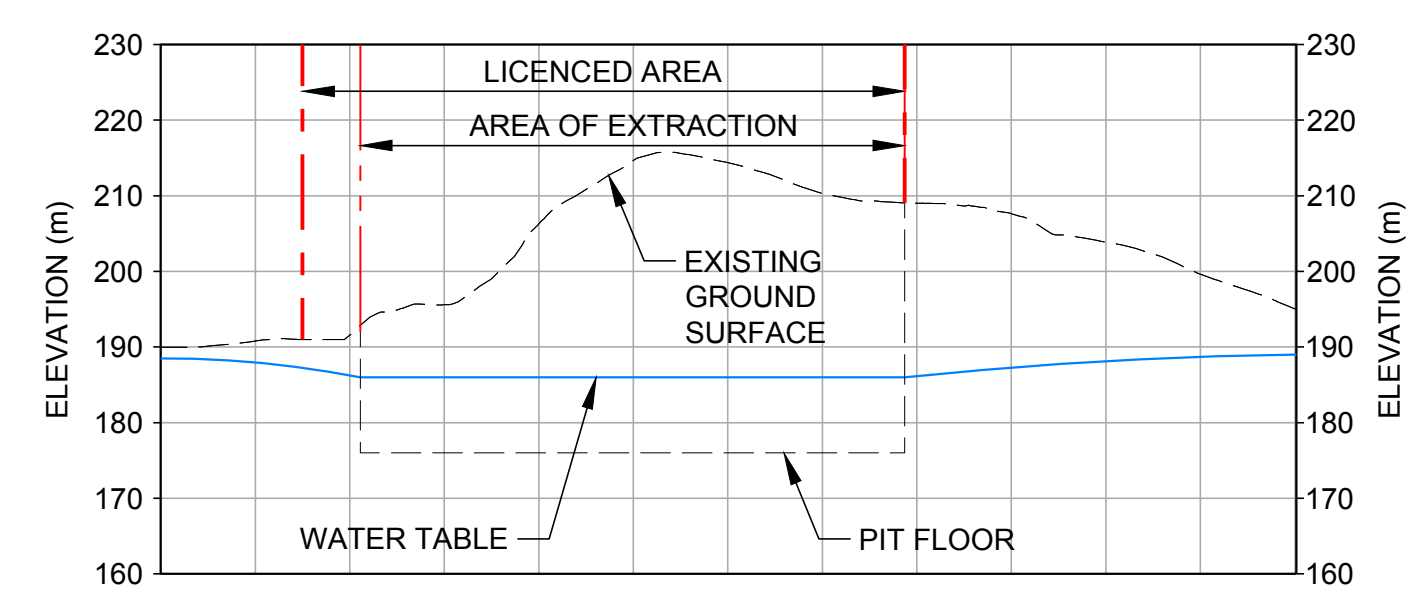 230
220
210
200
190
180
170
160
ELEVATION (m)
LICENCED AREA
AREA OF EXTRACTION
EXISTING
GROUND
SURFACE
WATER TABLE
PIT FLOOR
230
220
210
200
190
180
170
160
ELEVATION (m)